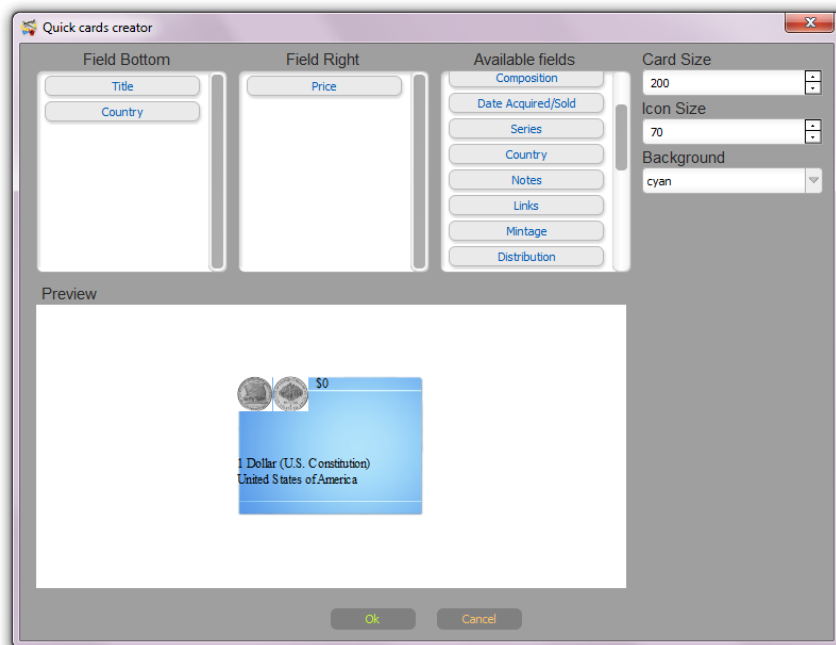 Quick cards creator
Field Bottom
Title
Country
Field Right
Price
Available fields
Composition
Date Acquired/Sold
Series
Country
Notes
Links
Mintage
Distribution
Card Size
200
Icon Size
70
Background
cyan
Preview
$0
1 Dollar (U.S. Constitution)
United States of America
Ok
Cancel